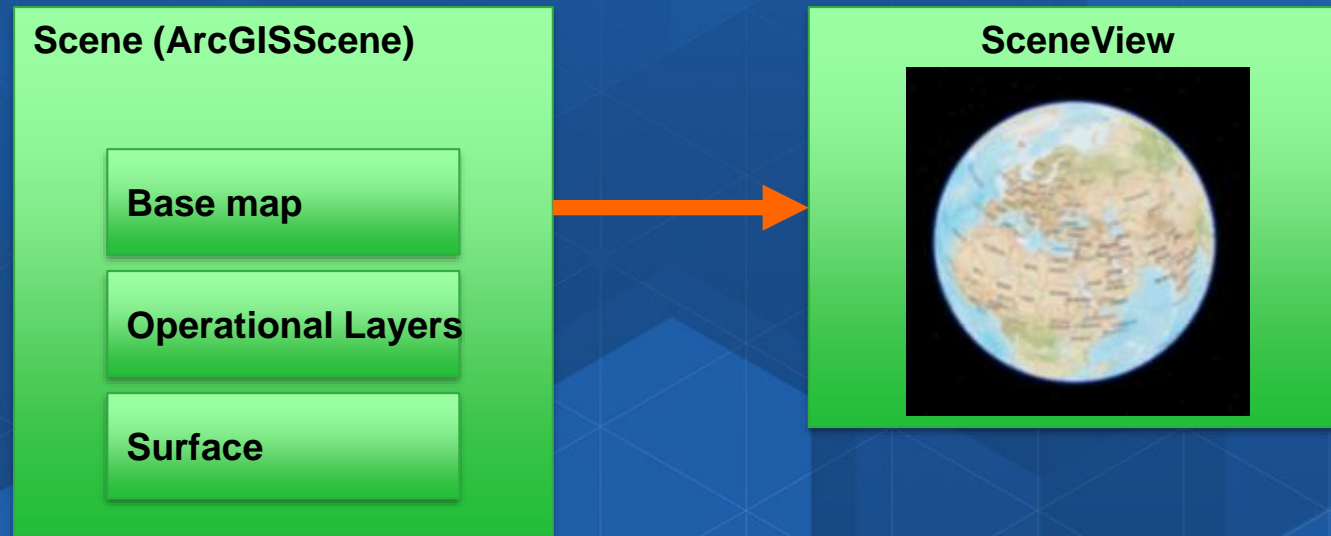 Scene (ArcGISScene)
Base map
Operational Layers
Surface
SceneView